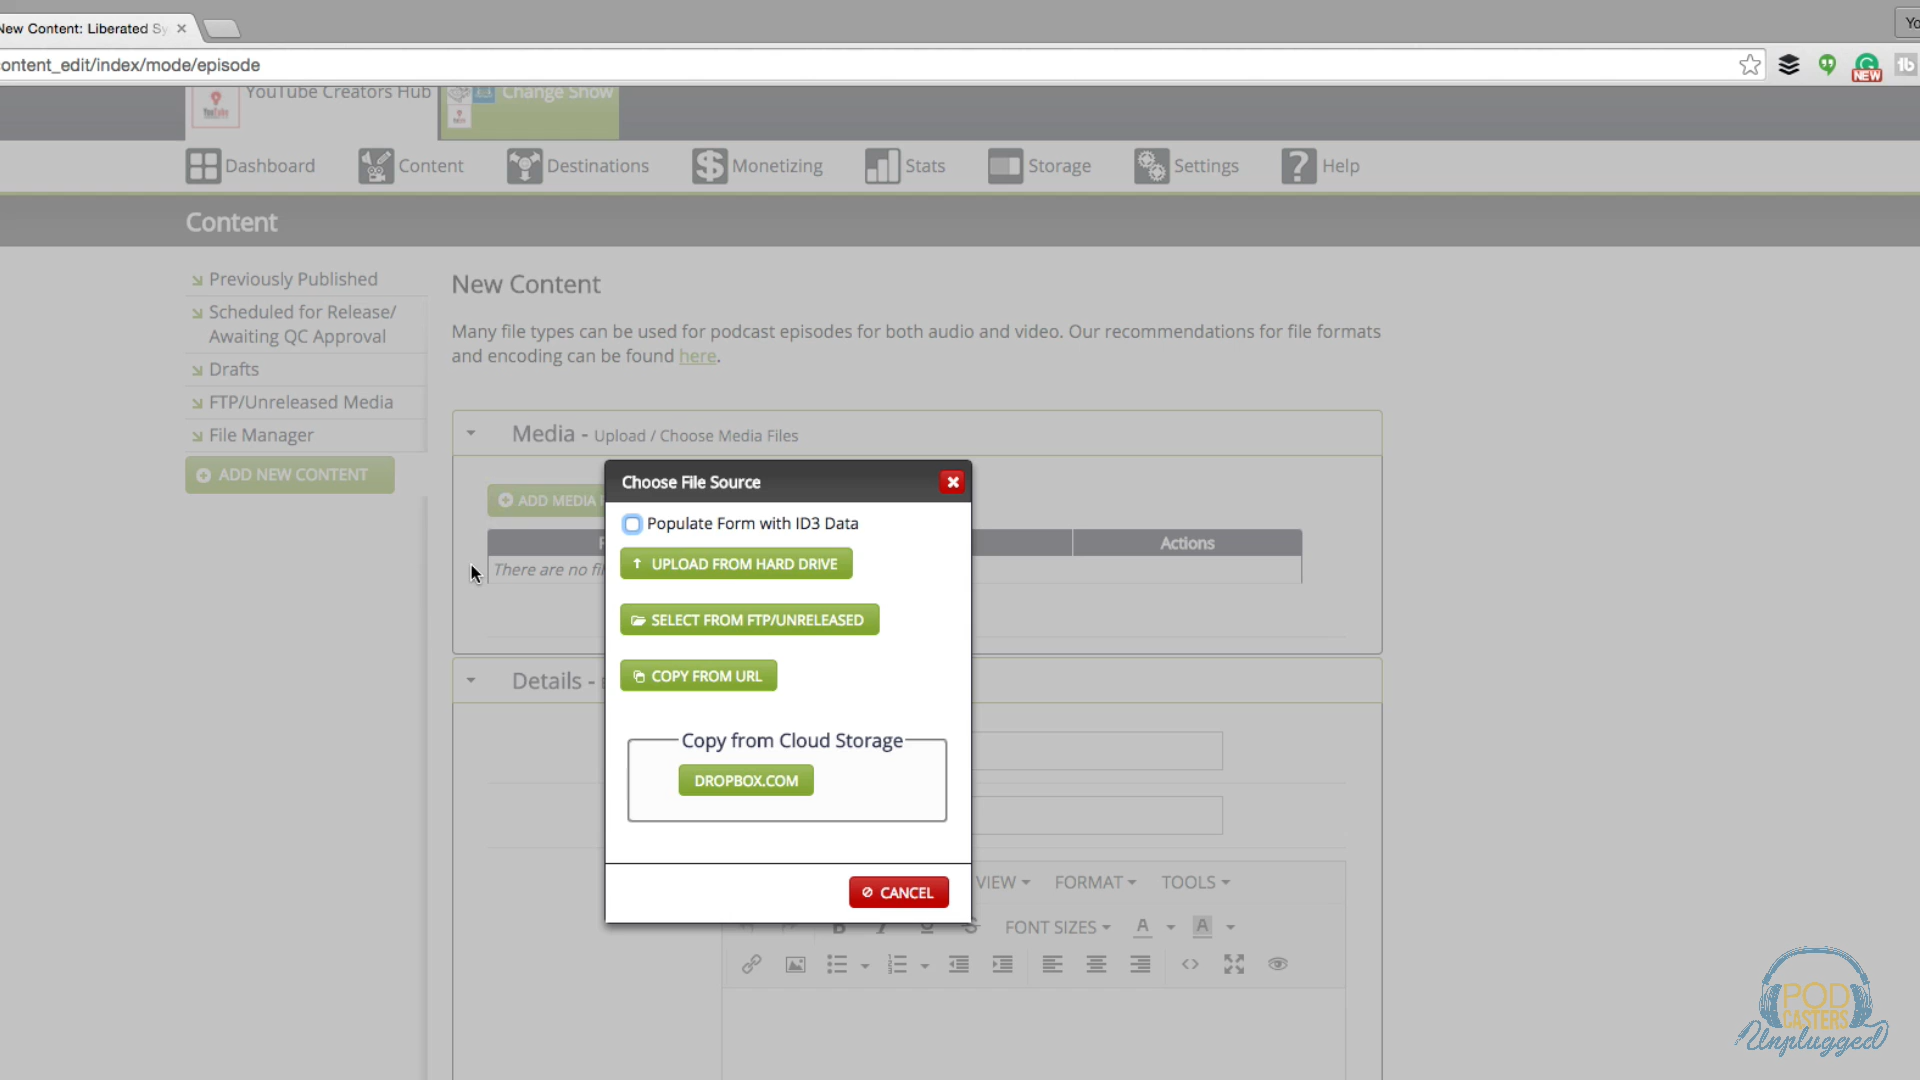 New Content: Liberated Sy
Yo
ontent_edit/index/mode/episode
NEW
YouTube Creators Hub
Change Show
Dashboard
Content
Destinations
Monetizing
Stats
Storage
Settings
Help
Content
Previously Published
Scheduled for Release/
Awaiting QC Approval
Drafts
FTP/Unreleased Media
File Manager
ADD NEW CONTENT
New Content
Many file types can be used for podcast episodes for both audio and video. Our recommendations for file formats
and encoding can be found here.
Media - Upload / Choose Media Files
ADD MEDIA
Actions
There are no fil
Choose File Source
Populate Form with ID3 Data
UPLOAD FROM HARD DRIVE
SELECT FROM FTP/UNRELEASED
COPY FROM URL
Copy from Cloud Storage
DROPBOX.COM
CANCEL
Details -
VIEW
FORMAT
TOOLS
FONT SIZES
POD
CASTERS
Unplugged